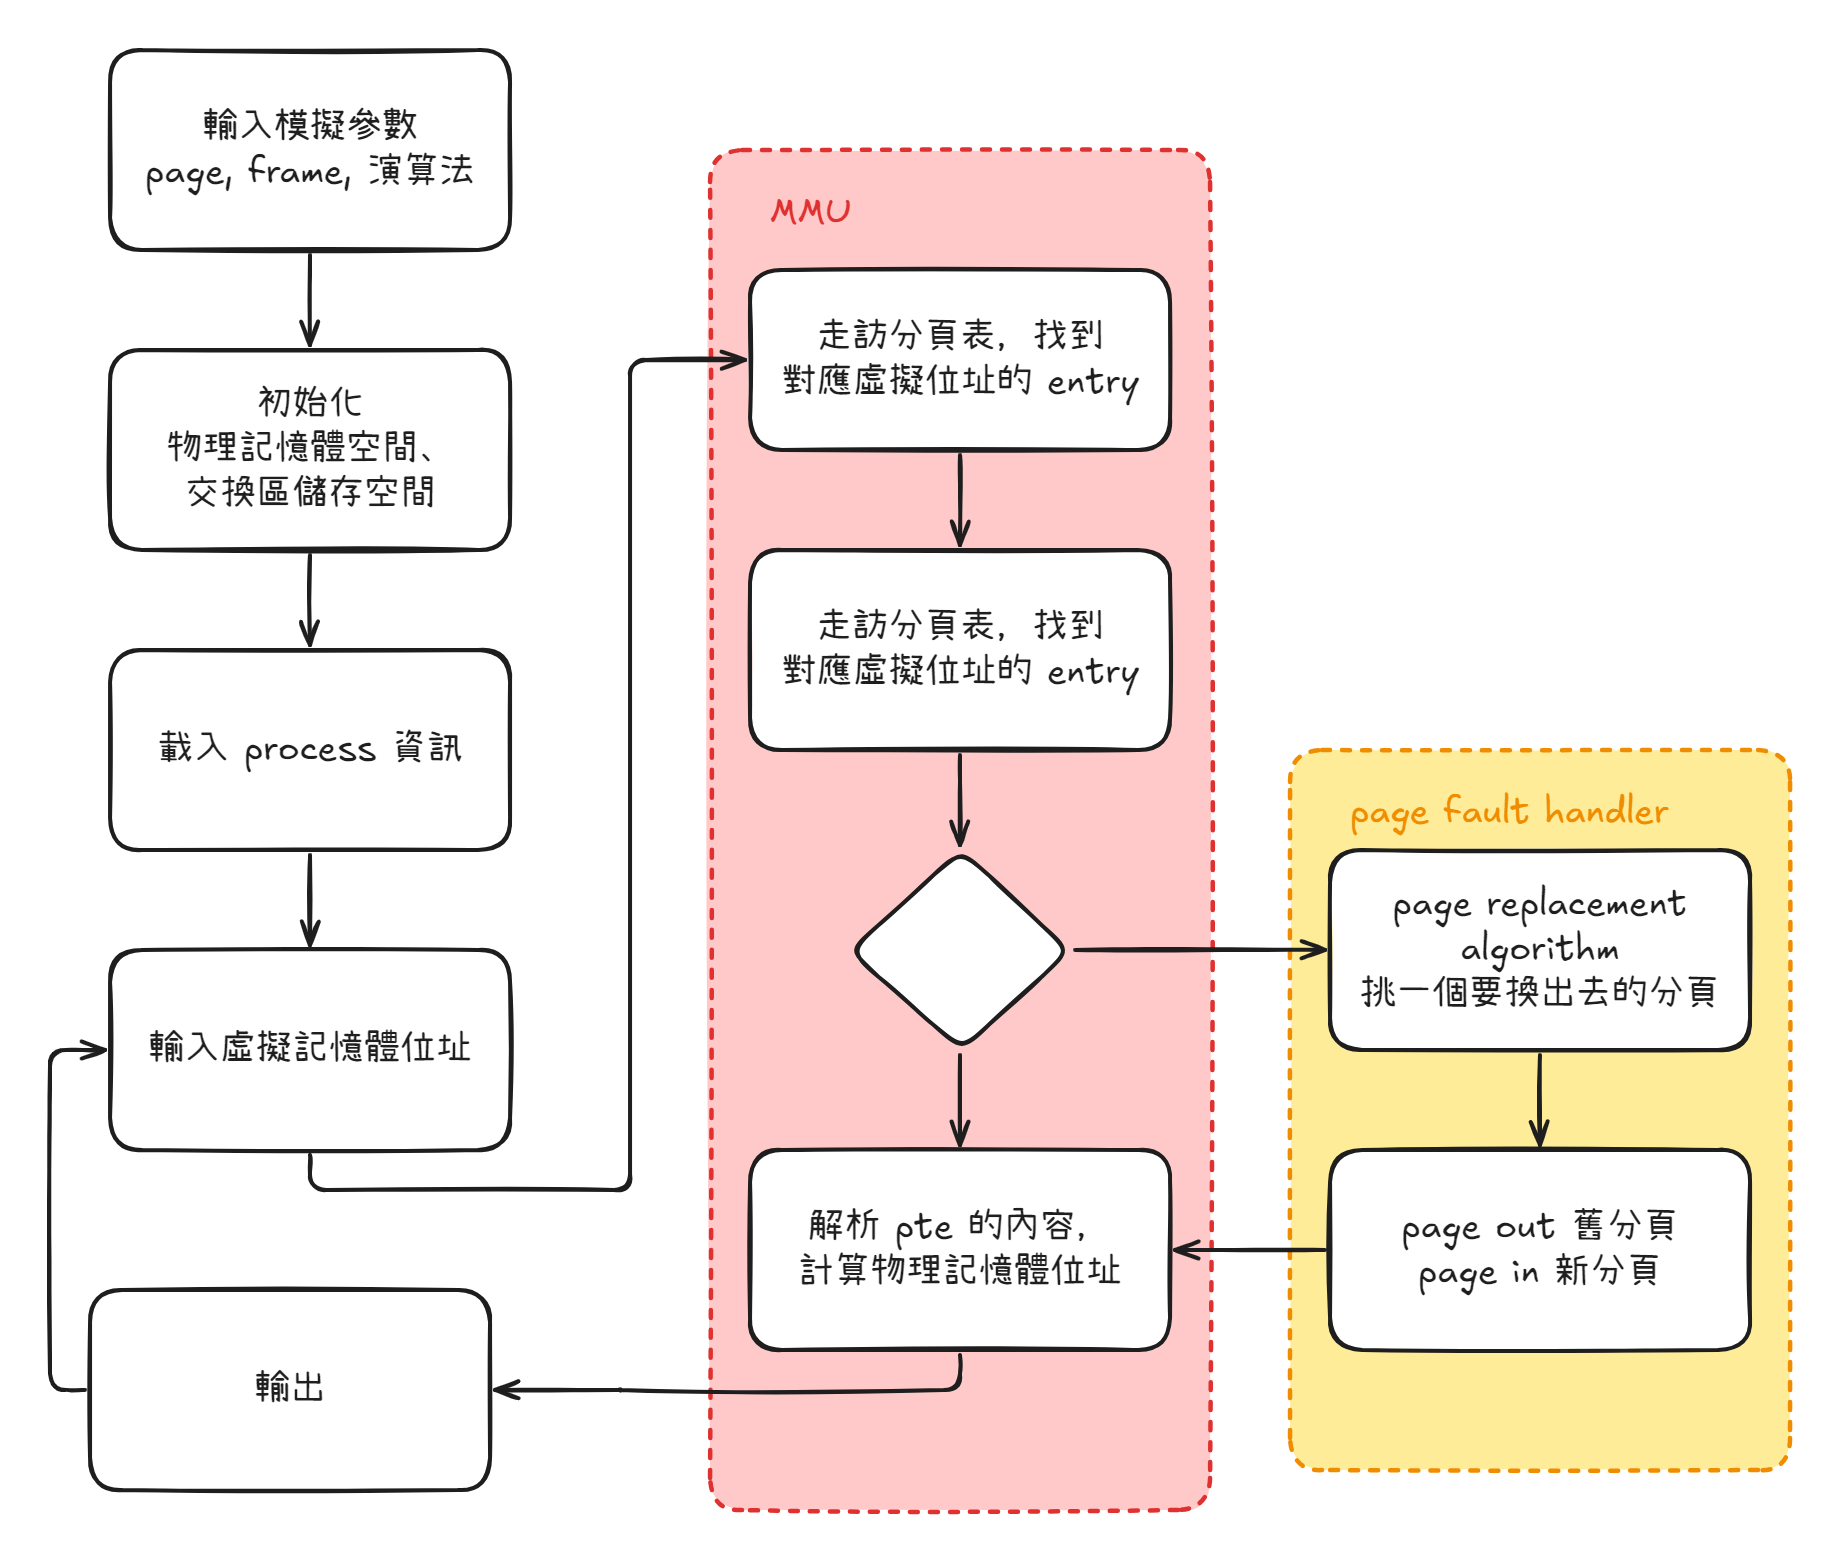 輸入模擬參數
page, frame, 演算法
初始化
物理記憶體空間、
交換區儲存空間
載入 process 資訊
輸入虛擬記憶體位址
輸出
MMU
走訪分頁表，找到
對應虛擬位址的 entry
走訪分頁表，找到
對應虛擬位址的 entry
解析 pte 的內容，
計算物理記憶體位址
page fault handler
page replacement
algorithm
挑一個要換出去的分頁
page out 舊分頁
page in 新分頁